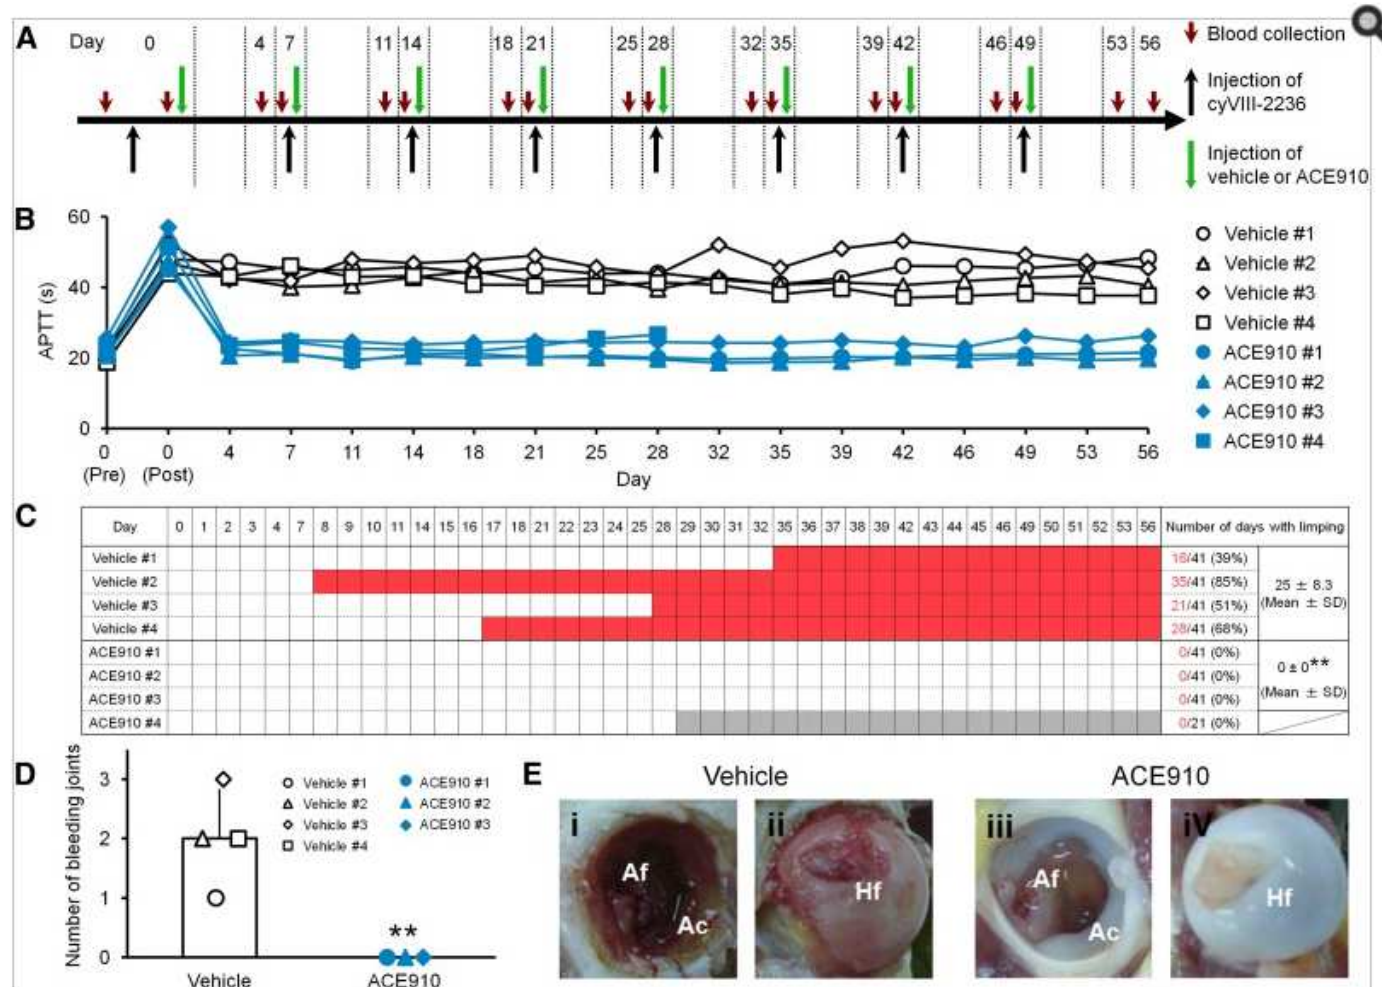 A
Day 0 4 7 11 14 18 21 25 28 32 35 39 42 46 49 53 56
Blood collection
Injection of
cyVIII-2236
Injection of
vehicle or ACE910
B
60
40
20
0
APTT (s)
0 0 4 7 11 14 18 21 25 28 32 35 39 42 46 49 53 56
(Pre) (Post)
Day
Vehicle #1
Vehicle #2
Vehicle #3
Vehicle #4
ACE910 #1
ACE910 #2
ACE910 #3
ACE910 #4
C
Day 0 1 2 3 4 7 8 9 10 11 14 15 16 17 18 21 22 23 24 25 28 29 30 31 32 35 36 37 38 39 42 43 44 45 46 49 50 51 52 53 56 Number of days with limping
Vehicle #1 16/41 (39%)
Vehicle #2 35/41 (85%)
25 ± 8.3
Vehicle #3 21/41 (51%)
(Mean ± SD)
Vehicle #4 28/41 (68%)
ACE910 #1 0/41 (0%)
ACE910 #2 0/41 (0%)
0 ± 0**
ACE910 #3 0/41 (0%)
(Mean ± SD)
ACE910 #4 0/21 (0%)
D
Number of bleeding joints
3
2
1
0
Vehicle #1 ACE910 #1
Vehicle #2 ACE910 #2
Vehicle #3 ACE910 #3
Vehicle #4
**
Vehicle ACE910
E
Vehicle ACE910
i ii iii iV
Af Hf Af Hf
Ac Ac